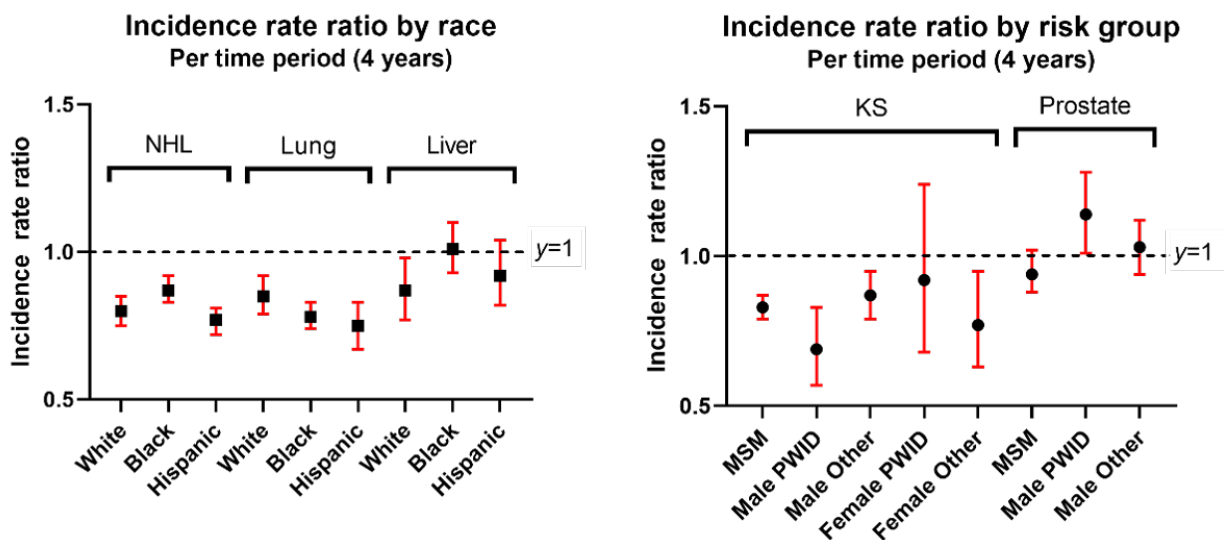 Incidence rate ratio by race
Per time period (4 years)
Incidence rate ratio
1.5
1.0
0.5
NHL
Lung
Liver
y=1
White
Black
Hispanic
White
Black
Hispanic
White
Black
Hispanic
Incidence rate ratio by risk group
Per time period (4 years)
Incidence rate ratio
1.5
1.0
0.5
KS
Prostate
y=1
MSM
Male PWID
Male Other
Female PWID
Female Other
MSM
Male PWID
Male Other